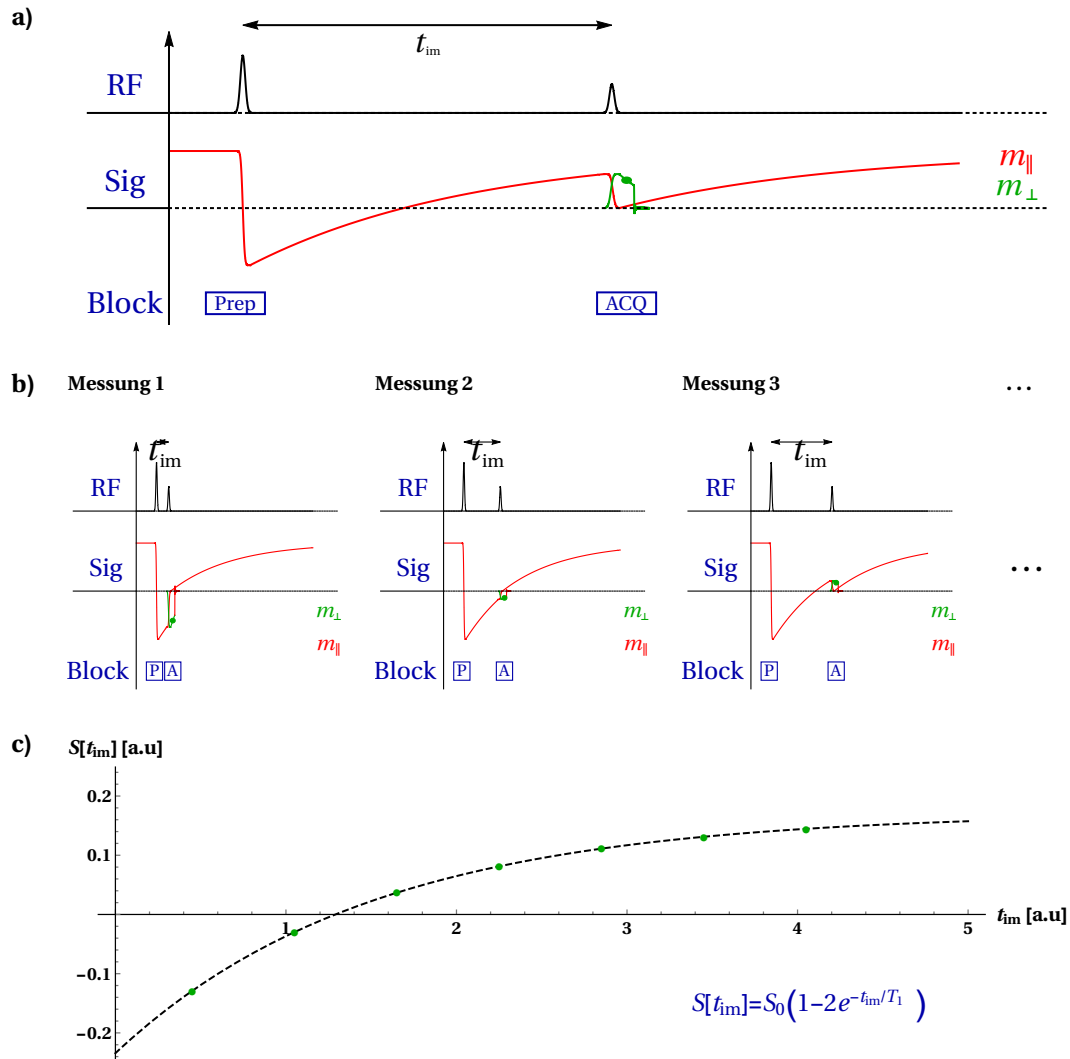 a)
t_im
RF
Sig
m_∥
m_⊥
Block
Prep
ACQ
b)
Messung 1
Messung 2
Messung 3
...
t_im
t_im
t_im
RF
RF
RF
Sig
Sig
Sig
...
m_⊥
m_⊥
m_⊥
m_∥
m_∥
m_∥
Block
P
A
Block
P
A
Block
P
A
c)
S[t_im] [a.u]
0.2
0.1
1
2
3
4
5
t_im [a.u]
−0.1
−0.2
S[t_im]=S_0(1−2e^{−t_im/T_1})